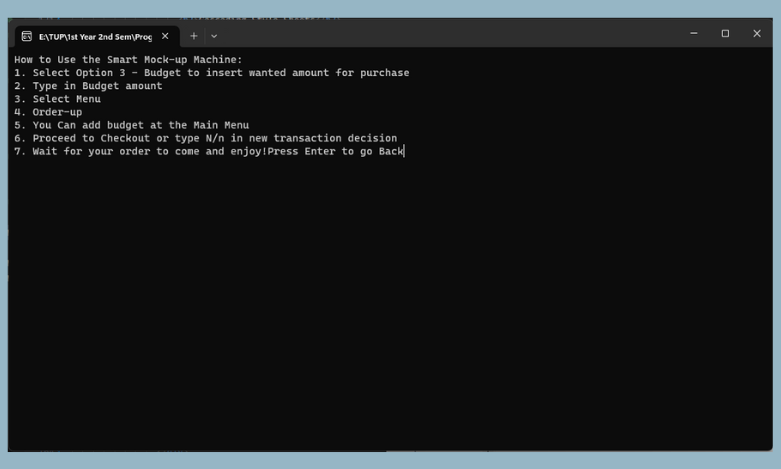 E:\TUP\1st Year 2nd Sem\Prog
How to Use the Smart Mock-up Machine:
1. Select Option 3 - Budget to insert wanted amount for purchase
2. Type in Budget amount
3. Select Menu
4. Order-up
5. You Can add budget at the Main Menu
6. Proceed to Checkout or type N/n in new transaction decision
7. Wait for your order to come and enjoy!Press Enter to go Back